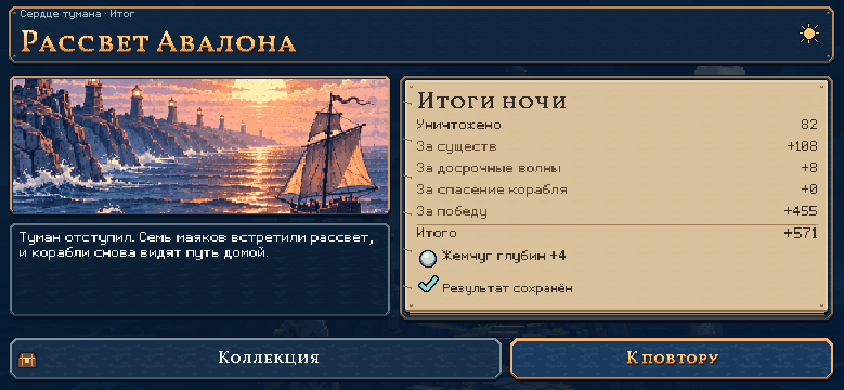 Сердце тумана · Итог
Рассвет Авалона
Туман отступил. Семь маяков встретили рассвет,
и корабли снова видят путь домой.
Итоги ночи
Уничтожено 82
За существ +108
За досрочные волны +8
За спасение корабля +0
За победу +455
Итого +571
Жемчуг глубин +4
Результат сохранён
Коллекция
К повтору